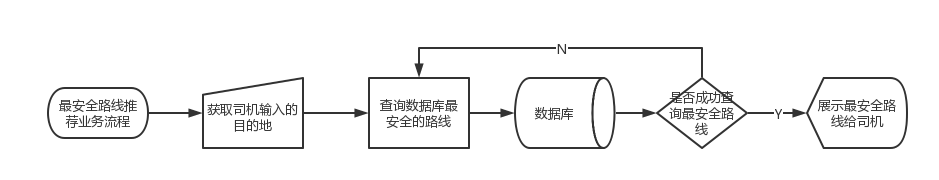 N
最安全路线推
荐业务流程
获取司机输入的
目的地
查询数据库最
安全的路线
数据库
是否成功查
询最安全路
线
Y
展示最安全路
线给司机